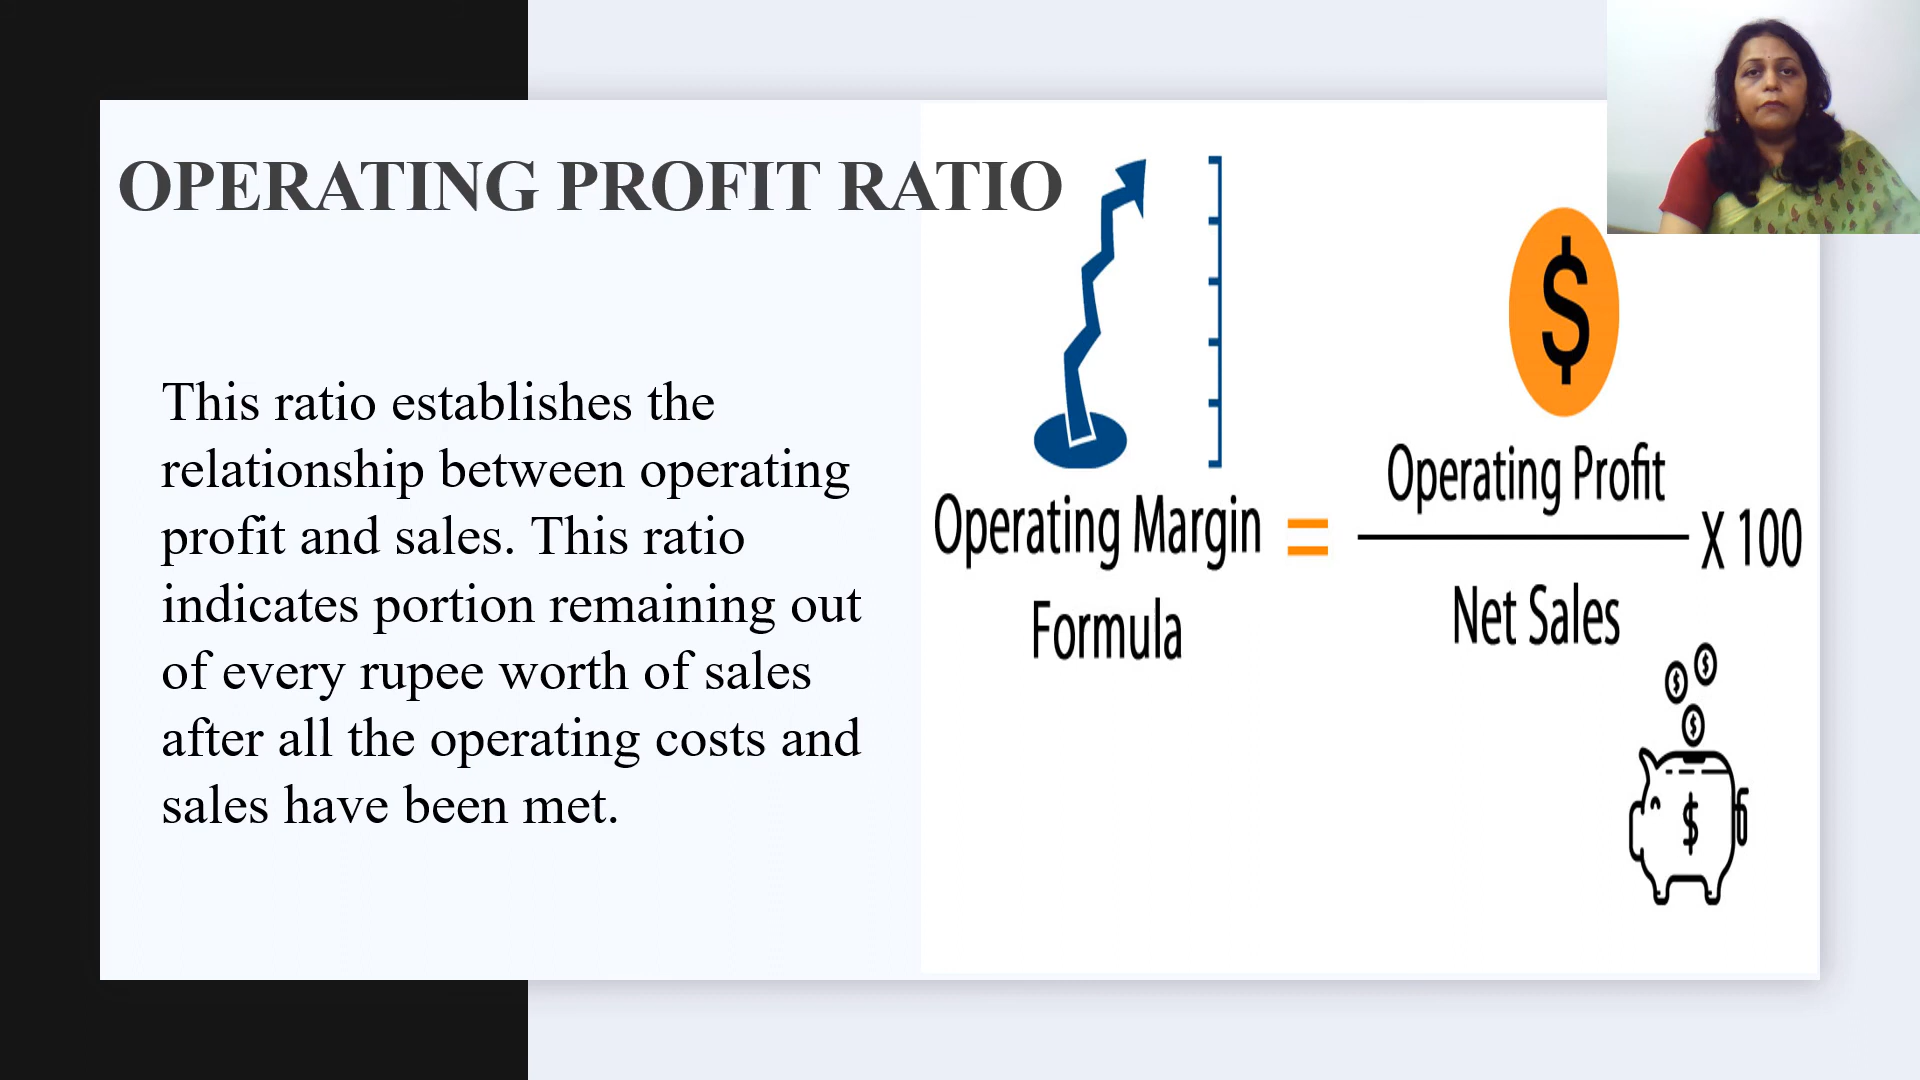 OPERATING PROFIT RATIO
This ratio establishes the
relationship between operating
profit and sales. This ratio
indicates portion remaining out
of every rupee worth of sales
after all the operating costs and
sales have been met.
$
Operating Margin
Formula
=
Operating Profit
Net Sales
X 100
$
$
$
$